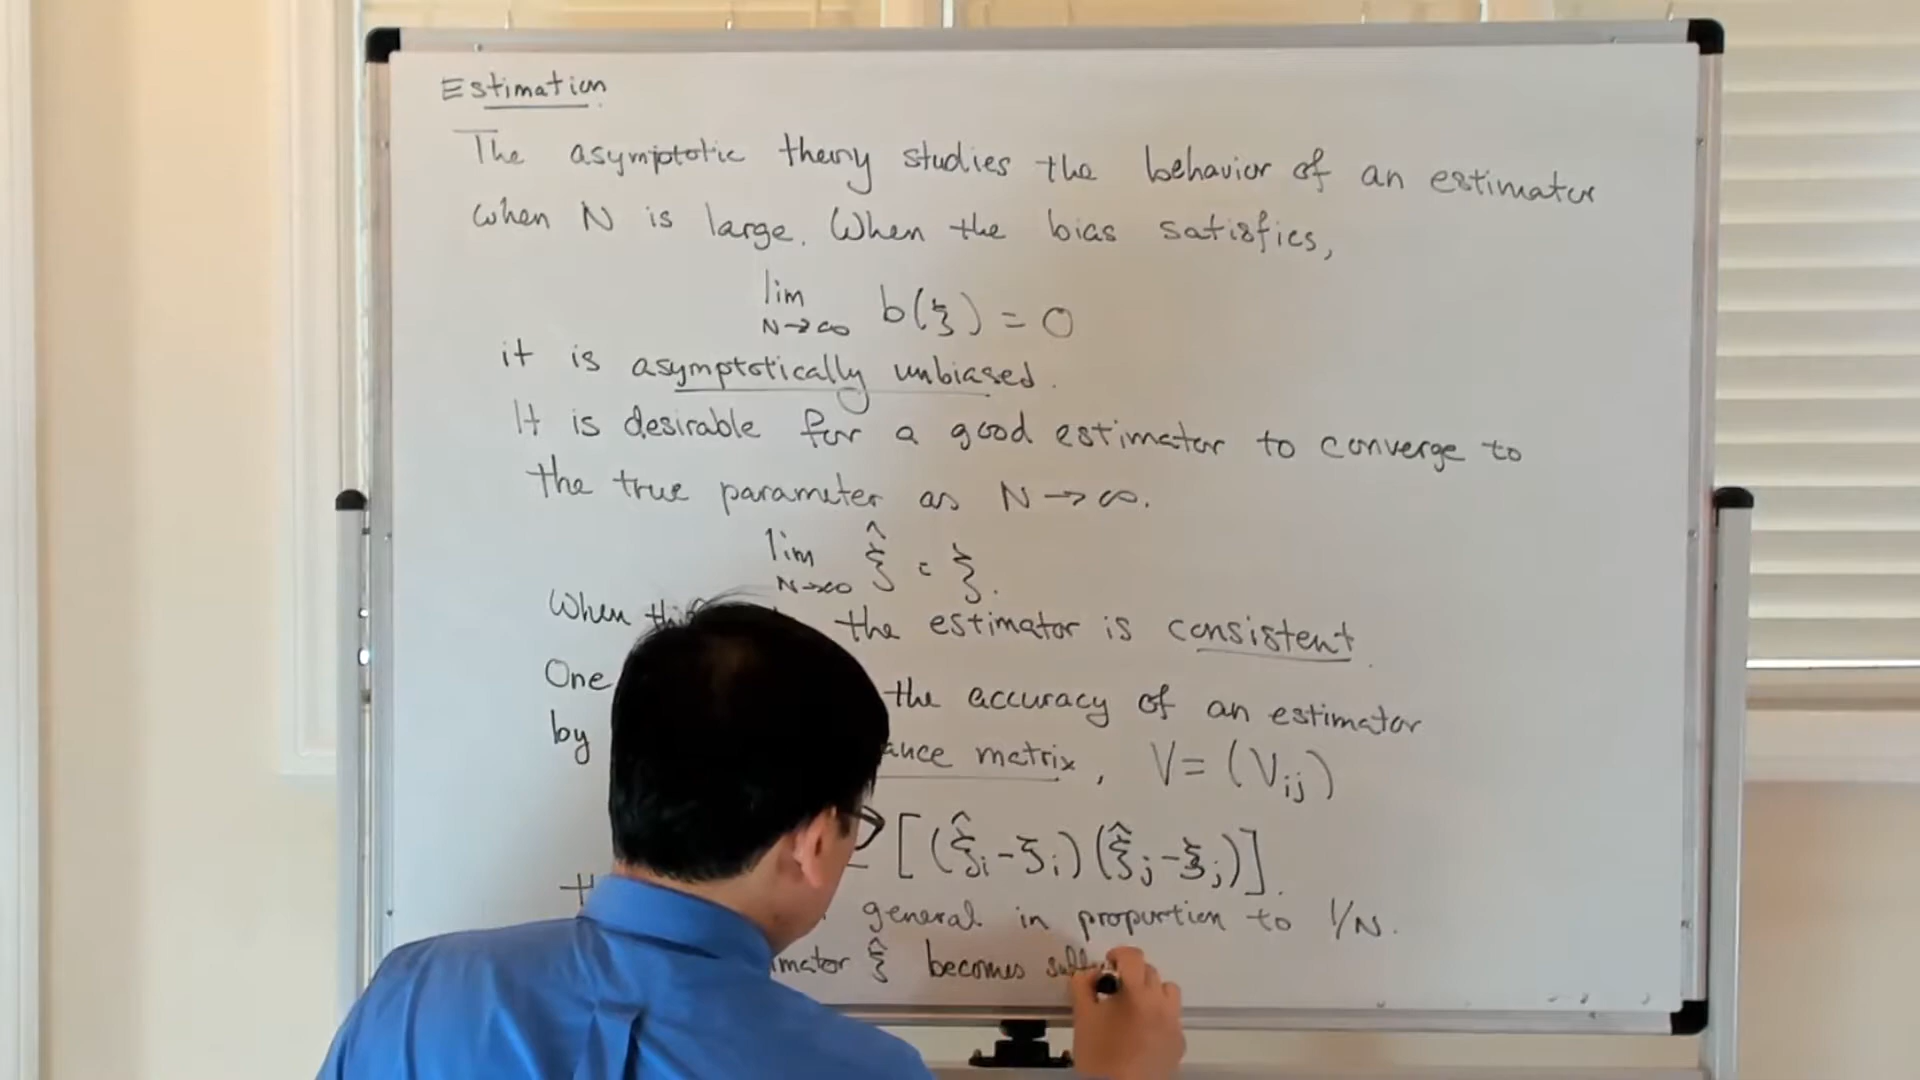 Estimation
The asymptotic theory studies the behavior of an estimator
when N is large. When the bias satisfies,
lim N→∞ b(ξ) = 0
it is asymptotically unbiased.
It is desirable for a good estimator to converge to
the true parameter as N → ∞.
lim N→∞ ξ̂ = ξ.
When the estimator is consistent.
One the accuracy of an estimator
by matrix, V = (Vij)
[(ξ̂i - ξi)(ξ̂j - ξj)].
general in proportion to 1/N.
ξ̂ becomes